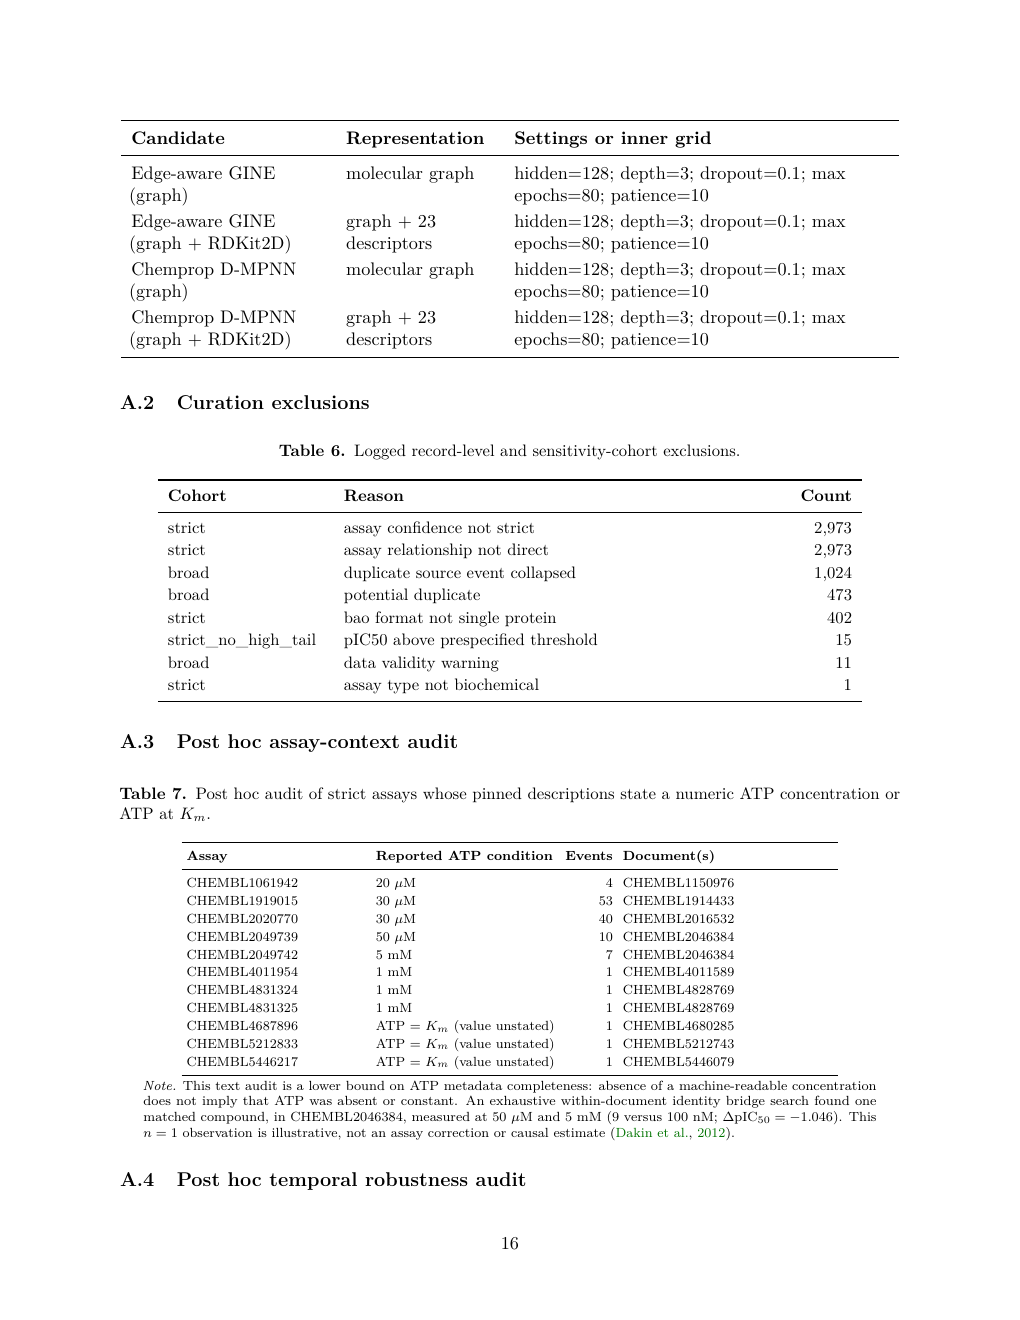 Candidate Representation Settings or inner grid
Edge-aware GINE molecular graph hidden=128; depth=3; dropout=0.1; max
(graph) epochs=80; patience=10
Edge-aware GINE graph + 23 hidden=128; depth=3; dropout=0.1; max
(graph + RDKit2D) descriptors epochs=80; patience=10
Chemprop D-MPNN molecular graph hidden=128; depth=3; dropout=0.1; max
(graph) epochs=80; patience=10
Chemprop D-MPNN graph + 23 hidden=128; depth=3; dropout=0.1; max
(graph + RDKit2D) descriptors epochs=80; patience=10
A.2 Curation exclusions
Table 6. Logged record-level and sensitivity-cohort exclusions.
Cohort Reason Count
strict assay confidence not strict 2,973
strict assay relationship not direct 2,973
broad duplicate source event collapsed 1,024
broad potential duplicate 473
strict bao format not single protein 402
strict_no_high_tail pIC50 above prespecified threshold 15
broad data validity warning 11
strict assay type not biochemical 1
A.3 Post hoc assay-context audit
Table 7. Post hoc audit of strict assays whose pinned descriptions state a numeric ATP concentration or
ATP at Kₘ.
Assay Reported ATP condition Events Document(s)
CHEMBL1061942 20 μM 4 CHEMBL1150976
CHEMBL1919015 30 μM 53 CHEMBL1914433
CHEMBL2020770 30 μM 40 CHEMBL2016532
CHEMBL2049739 50 μM 10 CHEMBL2046384
CHEMBL2049742 5 mM 7 CHEMBL2046384
CHEMBL4011954 1 mM 1 CHEMBL4011589
CHEMBL4831324 1 mM 1 CHEMBL4828769
CHEMBL4831325 1 mM 1 CHEMBL4828769
CHEMBL4687896 ATP = Kₘ (value unstated) 1 CHEMBL4680285
CHEMBL5212833 ATP = Kₘ (value unstated) 1 CHEMBL5212743
CHEMBL5446217 ATP = Kₘ (value unstated) 1 CHEMBL5446079
Note. This text audit is a lower bound on ATP metadata completeness: absence of a machine-readable concentration
does not imply that ATP was absent or constant. An exhaustive within-document identity bridge search found one
matched compound, in CHEMBL2046384, measured at 50 μM and 5 mM (9 versus 100 nM; ΔpIC₅₀ = −1.046). This
n = 1 observation is illustrative, not an assay correction or causal estimate (Dakin et al., 2012).
A.4 Post hoc temporal robustness audit
16